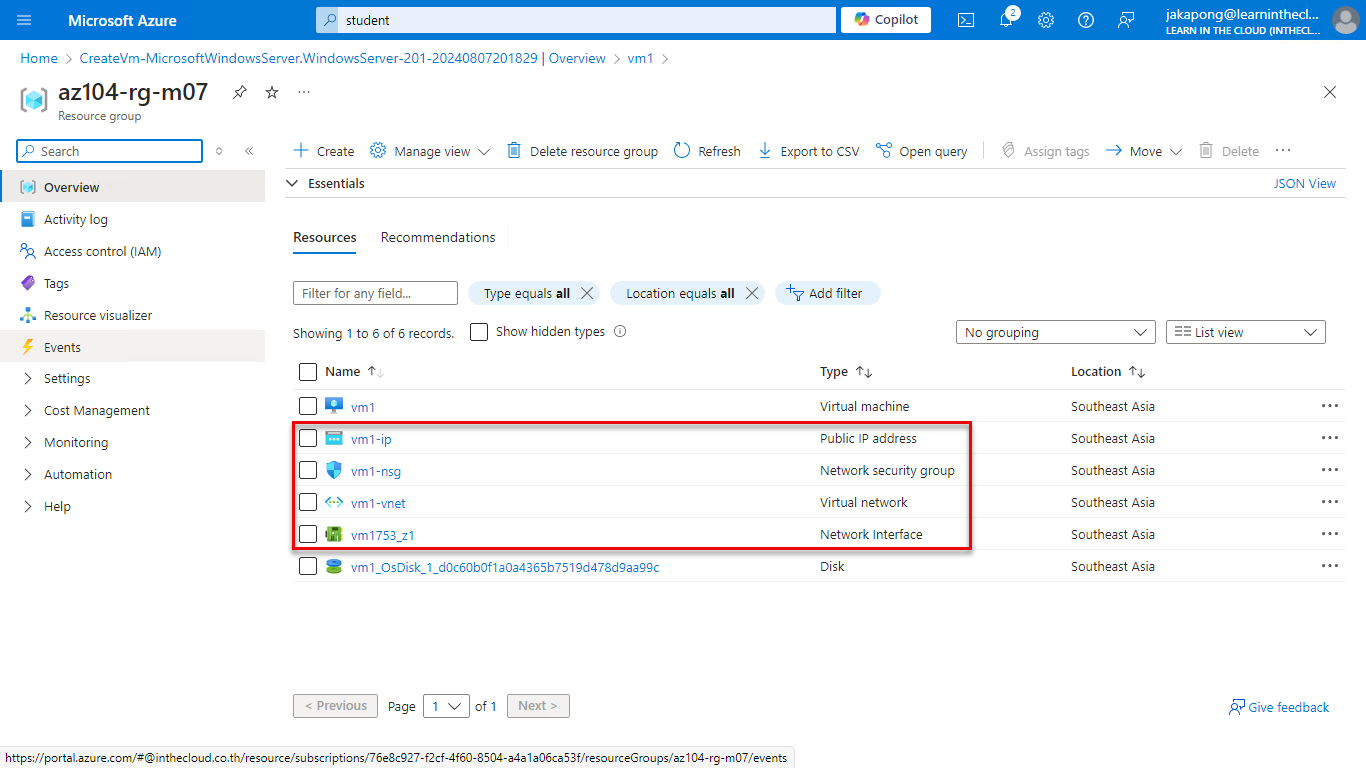 Microsoft Azure
student
Copilot
2
jakapong@learninthecl...
LEARN IN THE CLOUD (INTHECL...
Home > CreateVm-MicrosoftWindowsServer.WindowsServer-201-20240807201829 | Overview > vm1 >
az104-rg-m07
...
Resource group
Search
Create
Manage view
Delete resource group
Refresh
Export to CSV
Open query
Assign tags
Move
Delete
...
Overview
Activity log
Access control (IAM)
Tags
Resource visualizer
Events
Settings
Cost Management
Monitoring
Automation
Help
Essentials
JSON View
Resources
Recommendations
Filter for any field...
Type equals all
Location equals all
Add filter
Showing 1 to 6 of 6 records.
Show hidden types
No grouping
List view
Name Type Location
vm1 Virtual machine Southeast Asia ...
vm1-ip Public IP address Southeast Asia ...
vm1-nsg Network security group Southeast Asia ...
vm1-vnet Virtual network Southeast Asia ...
vm1753_z1 Network Interface Southeast Asia ...
vm1_OsDisk_1_d0c60b0f1a0a4365b7519d478d9aa99c Disk Southeast Asia ...
< Previous
Page 1 of 1
Next >
Give feedback
https://portal.azure.com/#@inthecloud.co.th/resource/subscriptions/76e8c927-f2cf-4f60-8504-a4a1a06ca53f/resourceGroups/az104-rg-m07/events